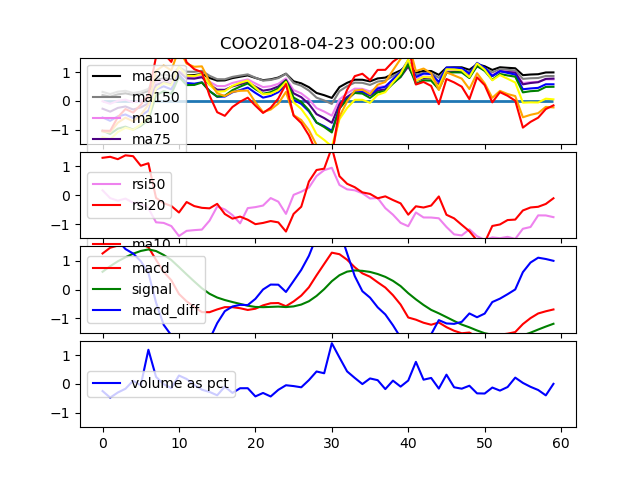 COO2018-04-23 00:00:00
1
0
−1
ma200
ma150
ma100
ma75
1
0
−1
rsi50
rsi20
ma10
1
0
−1
macd
signal
macd_diff
1
0
−1
volume as pct
0 10 20 30 40 50 60